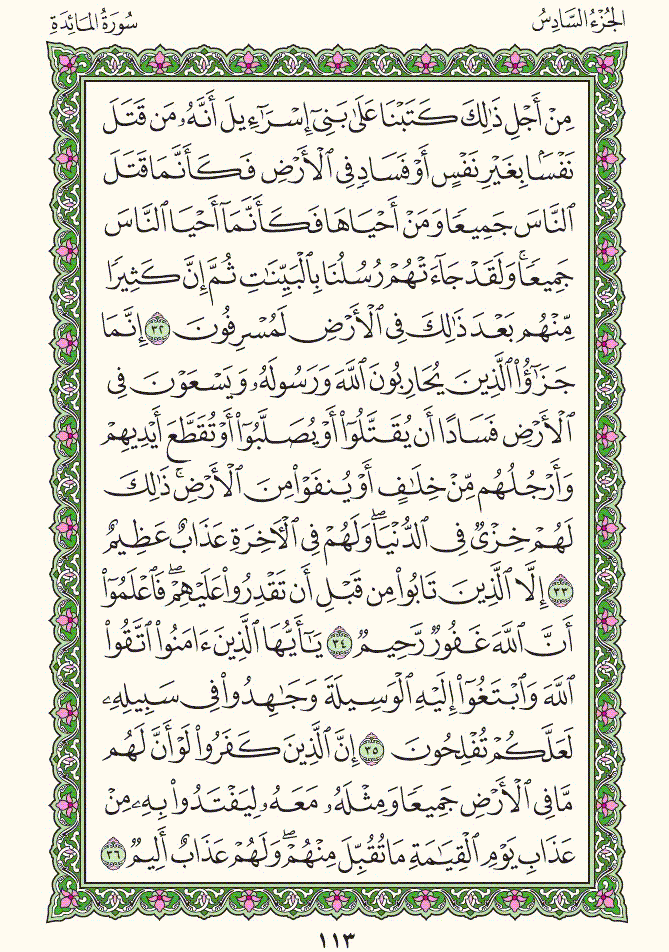 الجُزْءُ السَّادِسُ
سُورَةُ المَائِدَةِ
مِنْ أَجْلِ ذَٰلِكَ كَتَبْنَا عَلَىٰ بَنِىٓ إِسْرَٰٓءِيلَ أَنَّهُۥ مَن قَتَلَ
نَفْسًۢا بِغَيْرِ نَفْسٍ أَوْ فَسَادٍ فِى ٱلْأَرْضِ فَكَأَنَّمَا قَتَلَ
ٱلنَّاسَ جَمِيعًا وَمَنْ أَحْيَاهَا فَكَأَنَّمَآ أَحْيَا ٱلنَّاسَ
جَمِيعًا ۚ وَلَقَدْ جَآءَتْهُمْ رُسُلُنَا بِٱلْبَيِّنَٰتِ ثُمَّ إِنَّ كَثِيرًا
مِّنْهُم بَعْدَ ذَٰلِكَ فِى ٱلْأَرْضِ لَمُسْرِفُونَ ٣٢ إِنَّمَا
جَزَٰٓؤُا۟ ٱلَّذِينَ يُحَارِبُونَ ٱللَّهَ وَرَسُولَهُۥ وَيَسْعَوْنَ فِى
ٱلْأَرْضِ فَسَادًا أَن يُقَتَّلُوٓا۟ أَوْ يُصَلَّبُوٓا۟ أَوْ تُقَطَّعَ أَيْدِيهِمْ
وَأَرْجُلُهُم مِّنْ خِلَٰفٍ أَوْ يُنفَوْا۟ مِنَ ٱلْأَرْضِ ۚ ذَٰلِكَ
لَهُمْ خِزْىٌ فِى ٱلدُّنْيَا ۖ وَلَهُمْ فِى ٱلْءَاخِرَةِ عَذَابٌ عَظِيمٌ
٣٣ إِلَّا ٱلَّذِينَ تَابُوا۟ مِن قَبْلِ أَن تَقْدِرُوا۟ عَلَيْهِمْ ۖ فَٱعْلَمُوٓا۟
أَنَّ ٱللَّهَ غَفُورٌ رَّحِيمٌ ٣٤ يَٰٓأَيُّهَا ٱلَّذِينَ ءَامَنُوا۟ ٱتَّقُوا۟
ٱللَّهَ وَٱبْتَغُوٓا۟ إِلَيْهِ ٱلْوَسِيلَةَ وَجَٰهِدُوا۟ فِى سَبِيلِهِۦ
لَعَلَّكُمْ تُفْلِحُونَ ٣٥ إِنَّ ٱلَّذِينَ كَفَرُوا۟ لَوْ أَنَّ لَهُم
مَّا فِى ٱلْأَرْضِ جَمِيعًا وَمِثْلَهُۥ مَعَهُۥ لِيَفْتَدُوا۟ بِهِۦ مِنْ
عَذَابِ يَوْمِ ٱلْقِيَٰمَةِ مَا تُقُبِّلَ مِنْهُمْ ۖ وَلَهُمْ عَذَابٌ أَلِيمٌ ٣٦
١١٣